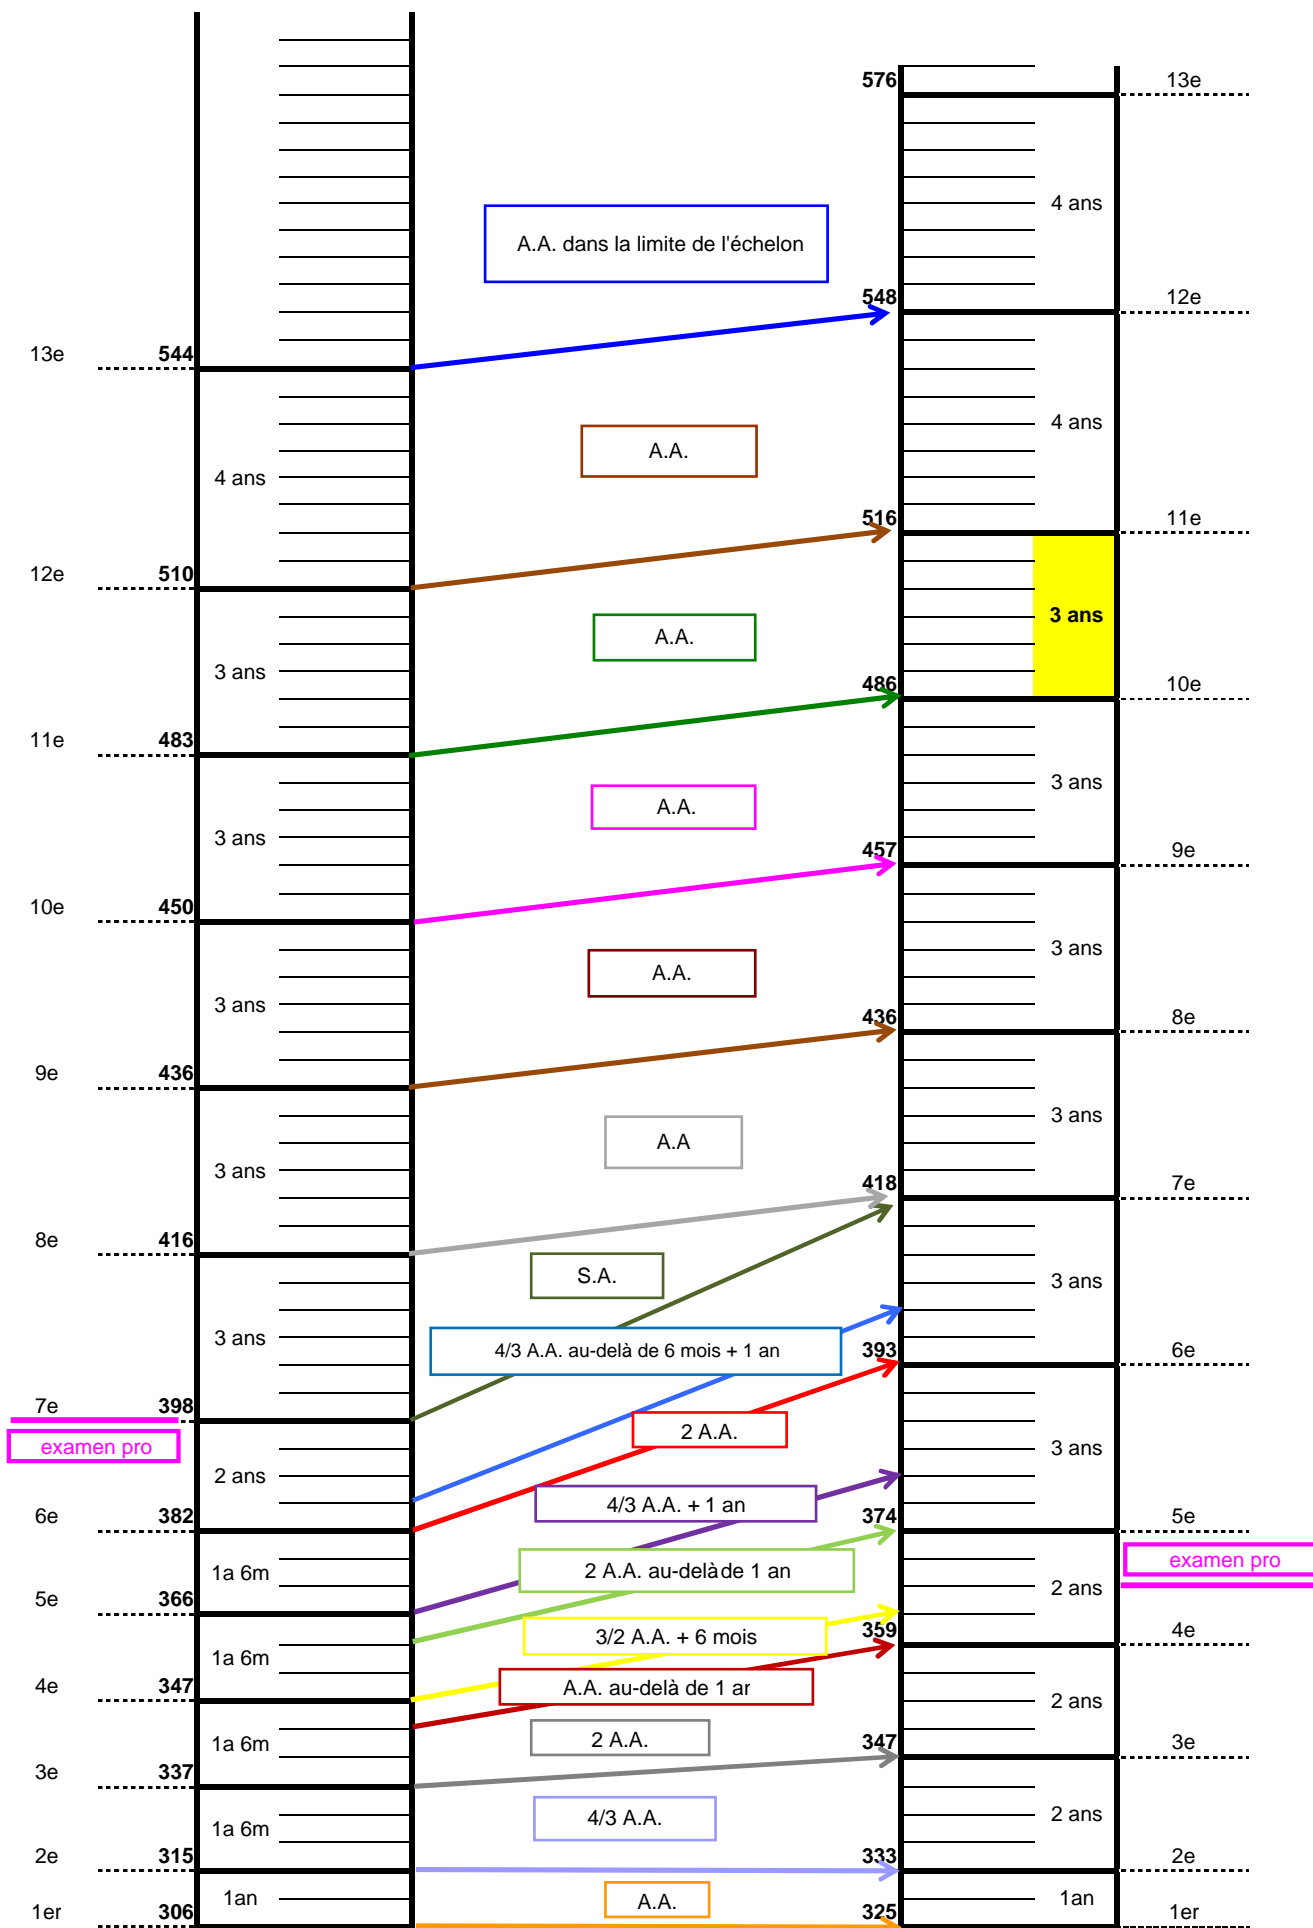 576 13e
4 ans
A.A. dans la limite de l'échelon
548 12e
13e 544
4 ans
A.A.
4 ans
516 11e
12e 510
3 ans
A.A.
3 ans
486 10e
11e 483
3 ans
A.A.
3 ans
457 9e
10e 450
3 ans
A.A.
3 ans
436 8e
9e 436
3 ans
A.A
3 ans
418 7e
8e 416
S.A.
3 ans
3 ans
4/3 A.A. au-delà de 6 mois + 1 an
393 6e
7e 398
examen pro
2 A.A.
3 ans
2 ans
4/3 A.A. + 1 an
6e 382
374 5e
examen pro
1a 6m
2 A.A. au-delà de 1 an
2 ans
5e 366
3/2 A.A. + 6 mois
359 4e
1a 6m
4e 347
A.A. au-delà de 1 ar
2 ans
1a 6m
2 A.A.
347 3e
3e 337
4/3 A.A.
2 ans
1a 6m
2e 315
333 2e
1an
A.A.
1an
1er 306
325 1er